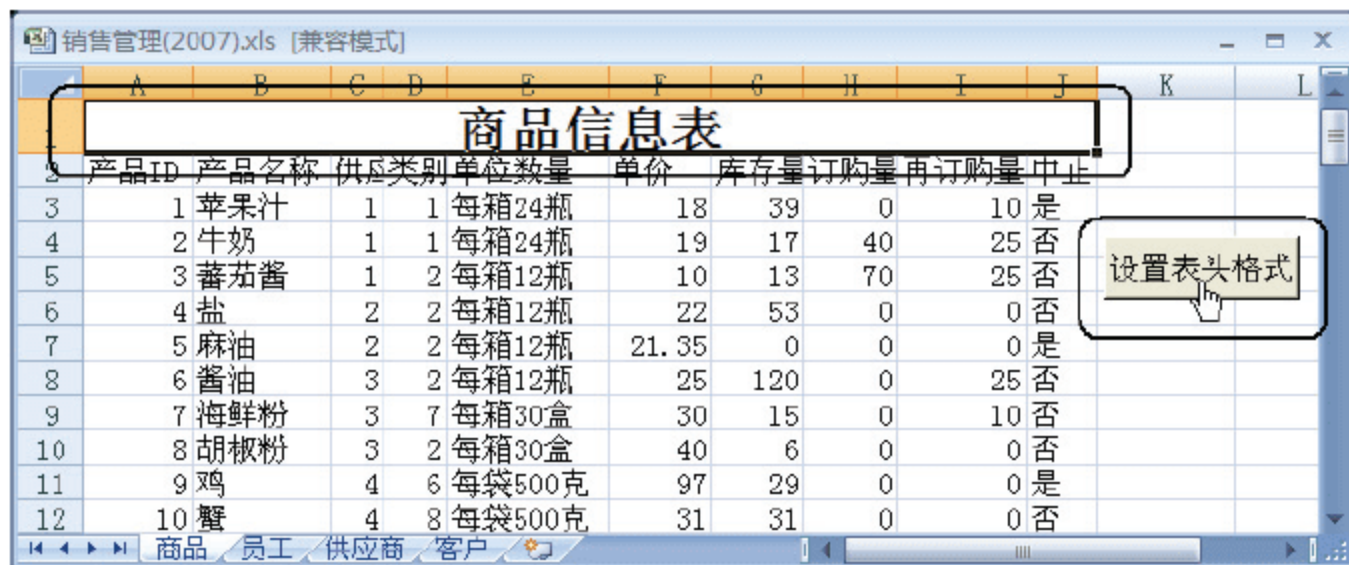 销售管理(2007).xls [兼容模式]
A B C D E F G H I J K L
1 商品信息表
2 产品ID 产品名称 供应 类别 单位数量 单价 库存量 订购量 再订购量 中止
3 1 苹果汁 1 1 每箱24瓶 18 39 0 10 是
4 2 牛奶 1 1 每箱24瓶 19 17 40 25 否
5 3 蕃茄酱 1 2 每箱12瓶 10 13 70 25 否
设置表头格式
6 4 盐 2 2 每箱12瓶 22 53 0 0 否
7 5 麻油 2 2 每箱12瓶 21.35 0 0 0 是
8 6 酱油 3 2 每箱12瓶 25 120 0 25 否
9 7 海鲜粉 3 7 每箱30盒 30 15 0 10 否
10 8 胡椒粉 3 2 每箱30盒 40 6 0 0 否
11 9 鸡 4 6 每袋500克 97 29 0 0 是
12 10 蟹 4 8 每袋500克 31 31 0 0 否
商品 员工 供应商 客户